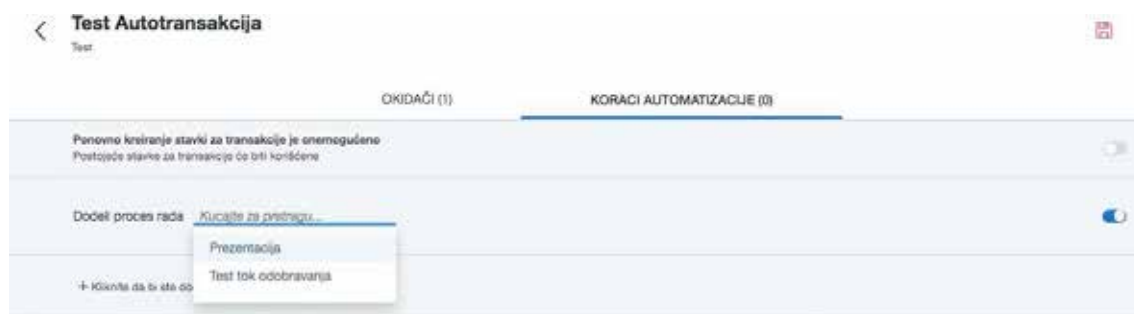 Test Autotransakcija
Test
OKIDAČI (1)
KORACI AUTOMATIZACIJE (0)
Ponovno kreiranje stavki za transakcije je onemogućeno
Postojeće stavke za transakcije će biti korišćene
Dodeli proces rada Kucajte za pretragu...
Prezentacija
Test tok odobravanja
+ Kliknite da bi ste do